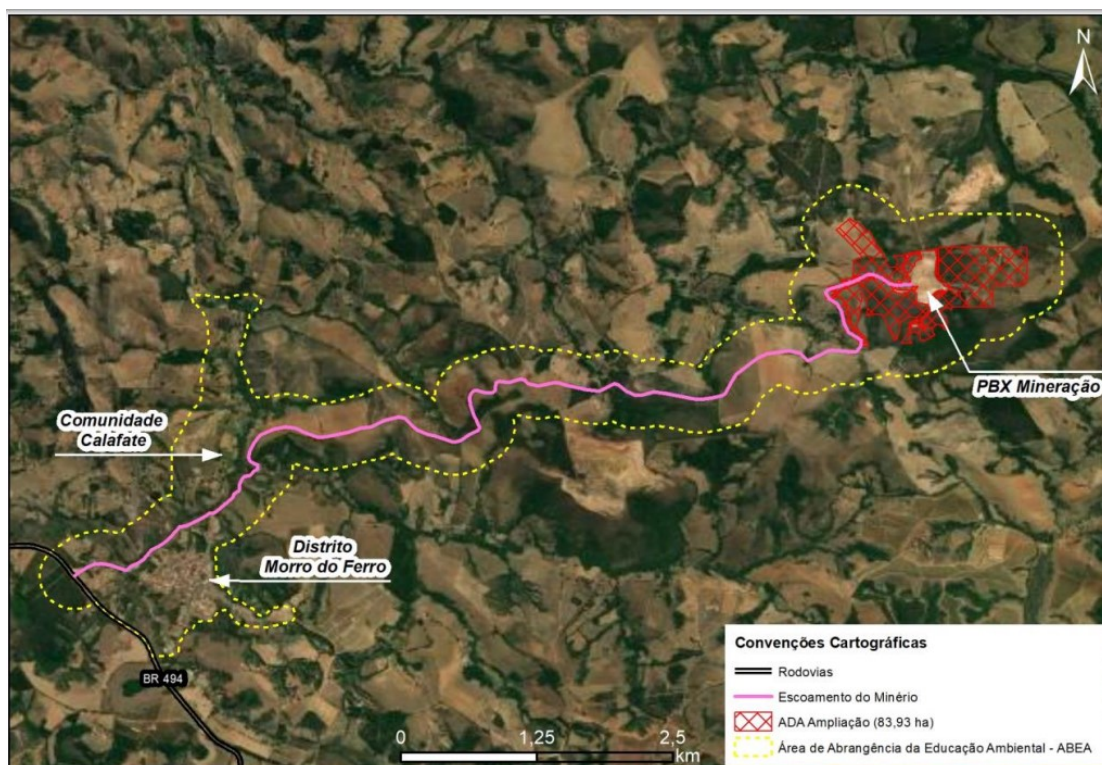 N
PBX Mineração
Comunidade
Calafate
Distrito
Morro do Ferro
BR 494
0 1,25 2,5
km
Convenções Cartográficas
Rodovias
Escoamento do Minério
ADA Ampliação (83,93 ha)
Área de Abrangência da Educação Ambiental - ABEA